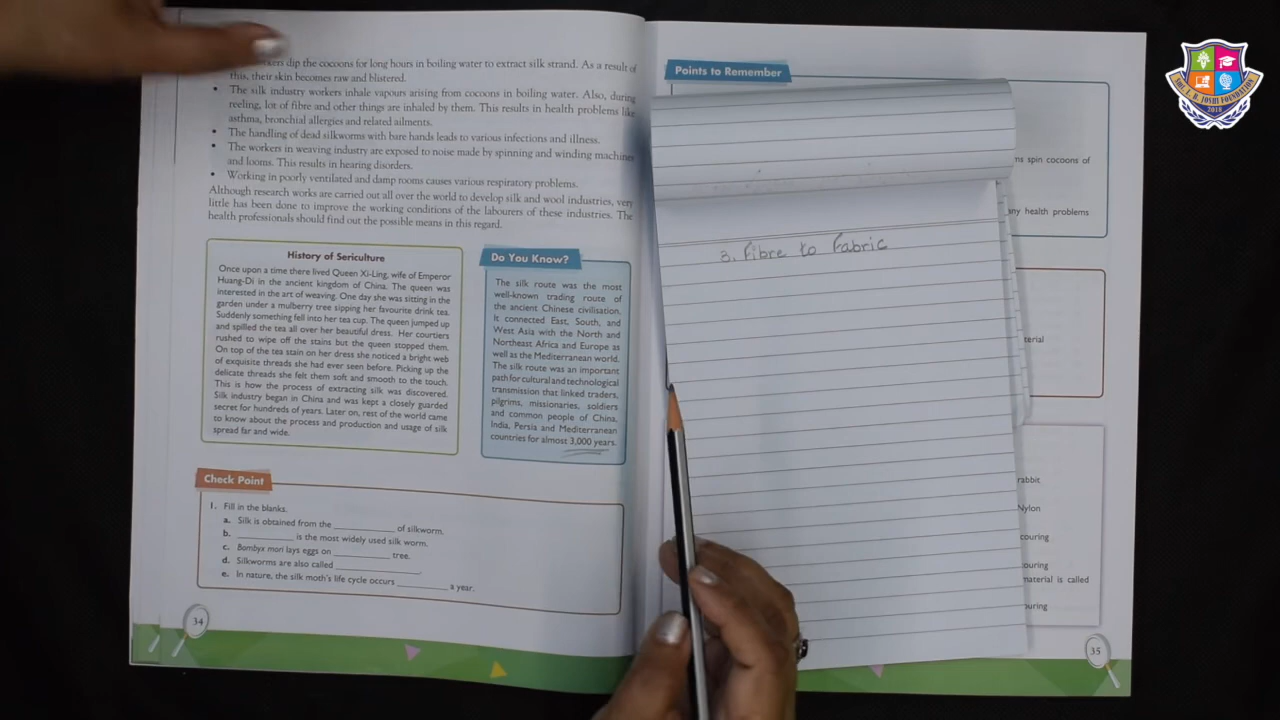 dip the cocoons for long hours in boiling water to extract silk strand. As a result of
this, their skin becomes raw and blistered.
• The silk industry workers inhale vapours arising from cocoons in boiling water. Also, during
reeling, lot of fibre and other things are inhaled by them. This results in health problems like
asthma, bronchial allergies and related ailments.
• The handling of dead silkworms with bare hands leads to various infections and illness.
• The workers in weaving industry are exposed to noise made by spinning and winding machines
and looms. This results in hearing disorders.
• Working in poorly ventilated and damp rooms causes various respiratory problems.
Although research works are carried out all over the world to develop silk and wool industries, very
little has been done to improve the working conditions of the labourers of these industries. The
health professionals should find out the possible means in this regard.
History of Sericulture
Once upon a time there lived Queen Xi-Ling, wife of Emperor
Huang-Di in the ancient kingdom of China. The queen was
interested in the art of weaving. One day she was sitting in the
garden under a mulberry tree sipping her favourite drink tea.
Suddenly something fell into her tea cup. The queen jumped up
and spilled the tea all over her beautiful dress. Her courtiers
rushed to wipe off the stains but the queen stopped them.
On top of the tea stain on her dress she noticed a bright web
of exquisite threads she had ever seen before. Picking up the
delicate threads she felt them soft and smooth to the touch.
This is how the process of extracting silk was discovered.
Silk industry began in China and was kept a closely guarded
secret for hundreds of years. Later on, rest of the world came
to know about the process and production and usage of silk
spread far and wide.
Do You Know?
The silk route was the most
well-known trading route of
the ancient Chinese civilisation.
It connected East, South, and
West Asia with the North and
Northeast Africa and Europe as
well as the Mediterranean world.
The silk route was an important
path for cultural and technological
transmission that linked traders,
pilgrims, missionaries, soldiers
and common people of China,
India, Persia and Mediterranean
countries for almost 3,000 years.
Check Point
1. Fill in the blanks.
a. Silk is obtained from the ____________ of silkworm.
b. ____________ is the most widely used silk worm.
c. Bombyx mori lays eggs on ____________ tree.
d. Silkworms are also called ____________.
e. In nature, the silk moth's life cycle occurs ____________ a year.
34
Points to Remember
spin cocoons of
health problems
3. Fibre to Fabric
rabbit
Nylon
material is called
35
SHI. L. R. JOSHI FOUNDATION
2018